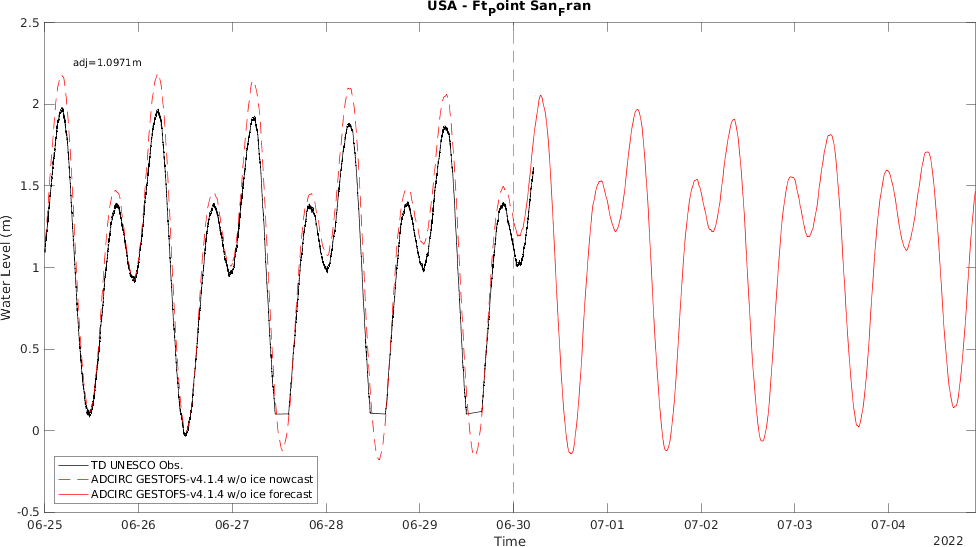 USA - Ft_Point San_Fran
2.5
adj=1.0971m
2
1.5
Water Level (m)
1
0.5
0
TD UNESCO Obs.
ADCIRC GESTOFS-v4.1.4 w/o ice nowcast
ADCIRC GESTOFS-v4.1.4 w/o ice forecast
-0.5
06-25 06-26 06-27 06-28 06-29 06-30 07-01 07-02 07-03 07-04
Time
2022